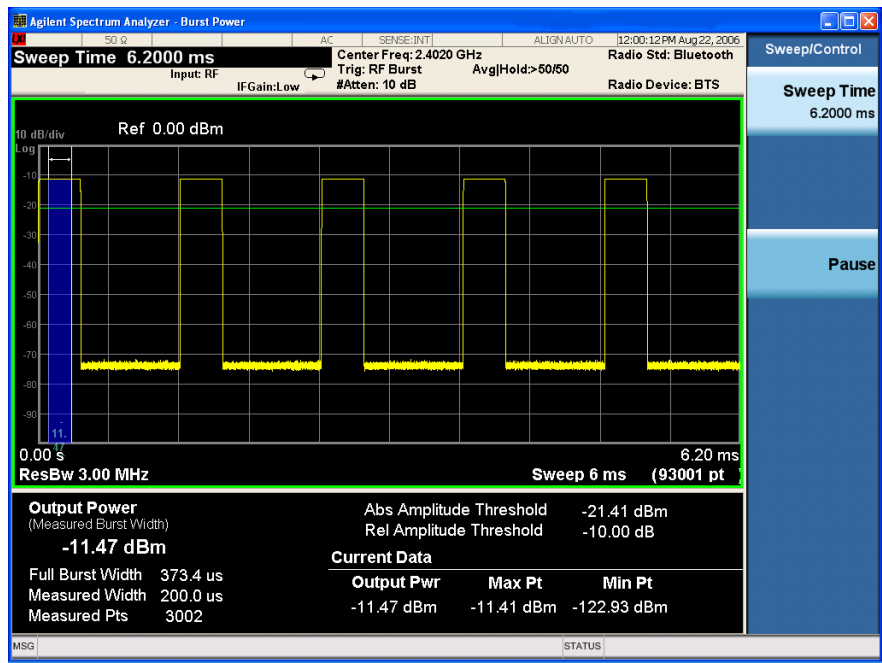 Agilent Spectrum Analyzer - Burst Power
50 Ω AC SENSE:INT ALIGN AUTO 12:00:12 PM Aug 22, 2006
Sweep Time 6.2000 ms
Input: RF
IFGain:Low
Center Freq: 2.4020 GHz
Trig: RF Burst Avg|Hold:>50/50
#Atten: 10 dB
Radio Std: Bluetooth
Radio Device: BTS
Sweep/Control
Sweep Time
6.2000 ms
Pause
10 dB/div Ref 0.00 dBm
Log
-10
-20
-30
-40
-50
-60
-70
-80
-90
-
11.
47
0.00 s 6.20 ms
ResBw 3.00 MHz Sweep 6 ms (93001 pt
Output Power
(Measured Burst Width)
-11.47 dBm
Full Burst Width 373.4 us
Measured Width 200.0 us
Measured Pts 3002
Abs Amplitude Threshold -21.41 dBm
Rel Amplitude Threshold -10.00 dB
Current Data
Output Pwr Max Pt Min Pt
-11.47 dBm -11.41 dBm -122.93 dBm
MSG STATUS